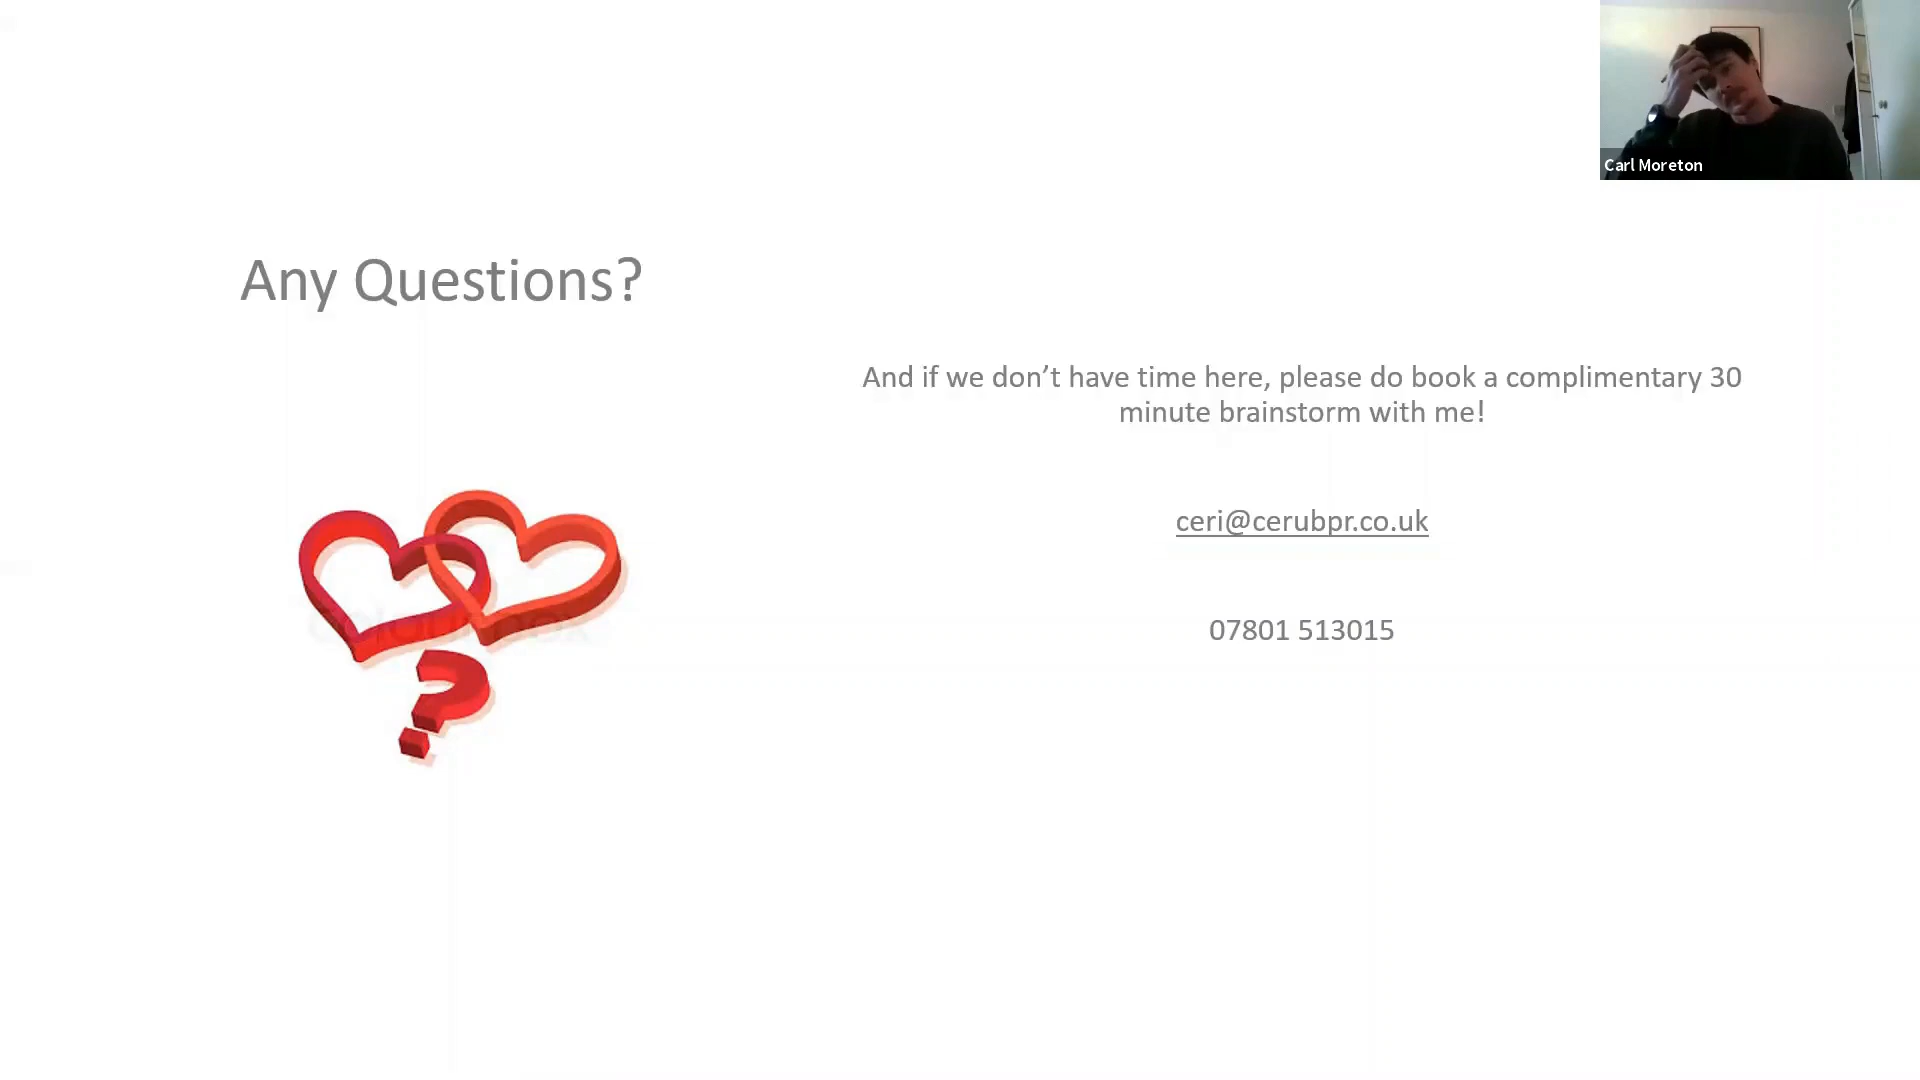 Carl Moreton
Any Questions?
And if we don’t have time here, please do book a complimentary 30
minute brainstorm with me!
ceri@cerubpr.co.uk
07801 513015